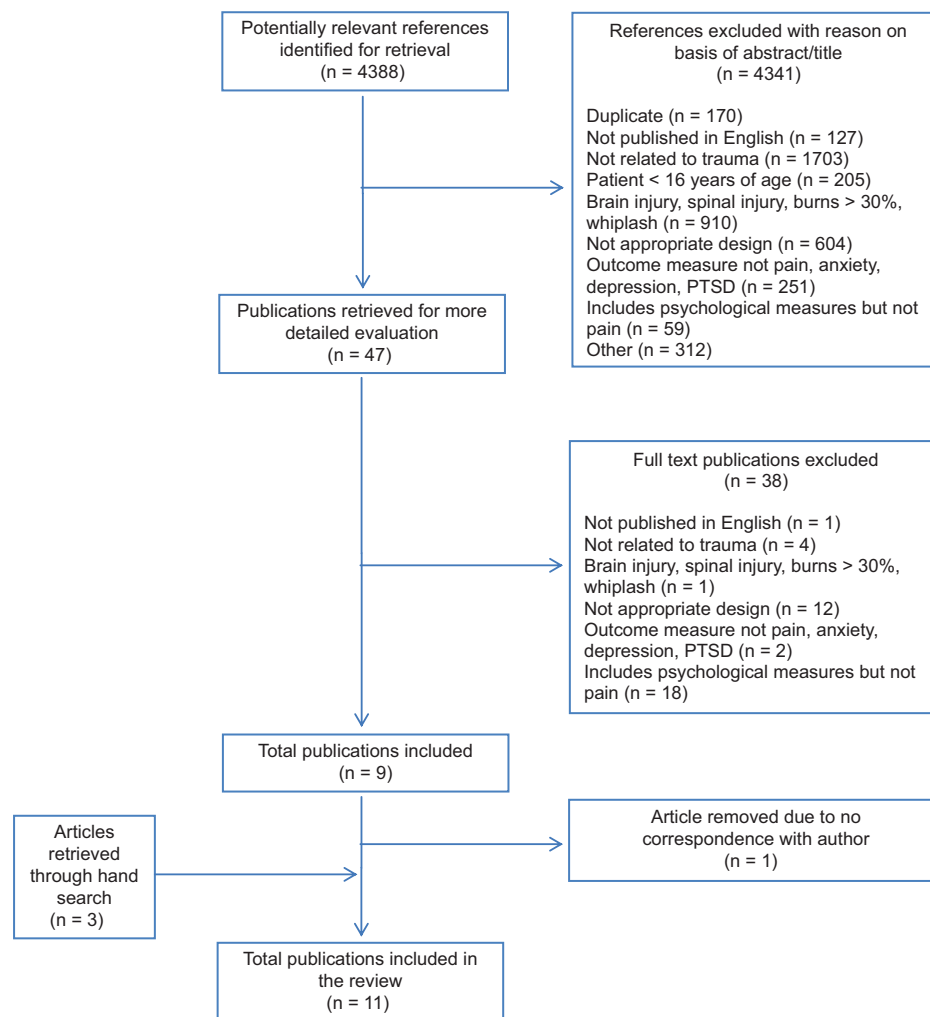 Potentially relevant references
identified for retrieval
(n = 4388)
References excluded with reason on
basis of abstract/title
(n = 4341)
Duplicate (n = 170)
Not published in English (n = 127)
Not related to trauma (n = 1703)
Patient < 16 years of age (n = 205)
Brain injury, spinal injury, burns > 30%,
whiplash (n = 910)
Not appropriate design (n = 604)
Outcome measure not pain, anxiety,
depression, PTSD (n = 251)
Includes psychological measures but not
pain (n = 59)
Other (n = 312)
Publications retrieved for more
detailed evaluation
(n = 47)
Full text publications excluded
(n = 38)
Not published in English (n = 1)
Not related to trauma (n = 4)
Brain injury, spinal injury, burns > 30%,
whiplash (n = 1)
Not appropriate design (n = 12)
Outcome measure not pain, anxiety,
depression, PTSD (n = 2)
Includes psychological measures but not
pain (n = 18)
Total publications included
(n = 9)
Articles
retrieved
through hand
search
(n = 3)
Article removed due to no
correspondence with author
(n = 1)
Total publications included in
the review
(n = 11)